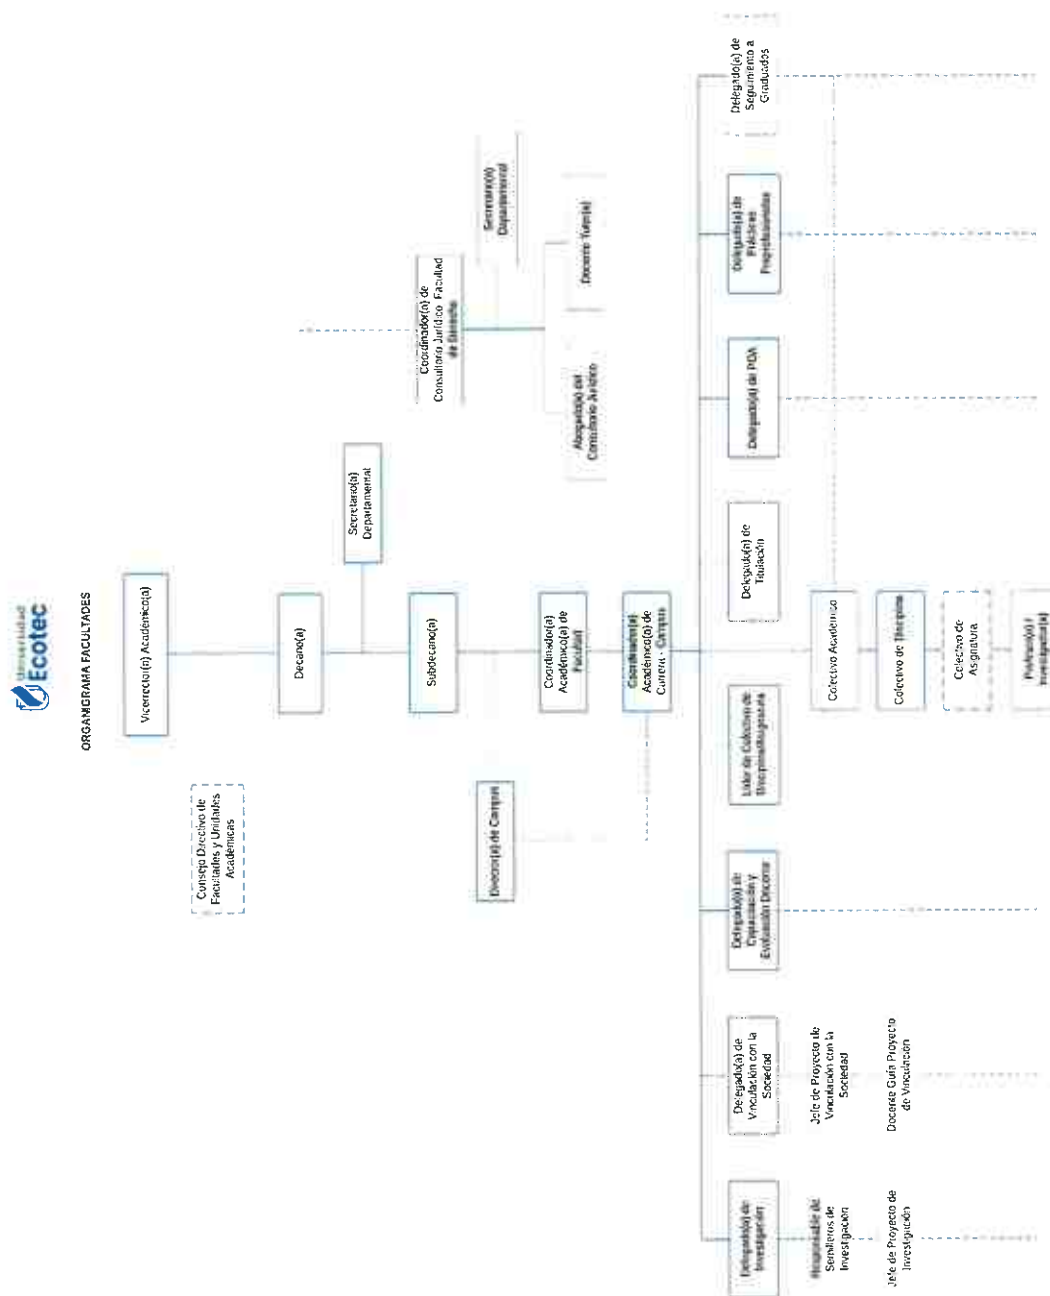 Universidad
Ecotec
ORGANIGRAMA FACULTADES
Vicerrector(a) Académico(a)
Consejo Directivo de
Facultades y Unidades
Académicas
Decano(a)
Secretario(a)
Departamental
Subdecano(a)
Coordinador(a) de
Consultorio Jurídico Facultad
de Derecho
Secretario(a)
Departamental
Director(a) de Campus
Coordinador(a)
Académico(a) de
Facultad
Abogado(a) del
Consultorio Jurídico
Docente Tutor(a)
Coordinador(a)
Académico(a) de
Carrera - Campus
Delegado(a) de
Investigación
Delegado(a) de
Vinculación con la
Sociedad
Delegado(a) de
Capacitación y
Evaluación Docente
Líder de Colectivo de
Disciplina/Asignatura
Delegado(a) de
Titulación
Delegado(a) de PDA
Delegado(a) de
Prácticas
Preprofesionales
Delegado(a) de
Seguimiento a
Graduados
Responsable de
Semilleros de
Investigación
Jefe de Proyecto de
Vinculación con la
Sociedad
Colectivo Académico
Jefe de Proyecto de
Investigación
Docente Guía Proyecto
de Vinculación
Colectivo de Disciplina
Colectivo de
Asignatura
Profesor(a) /
Investigador(a)